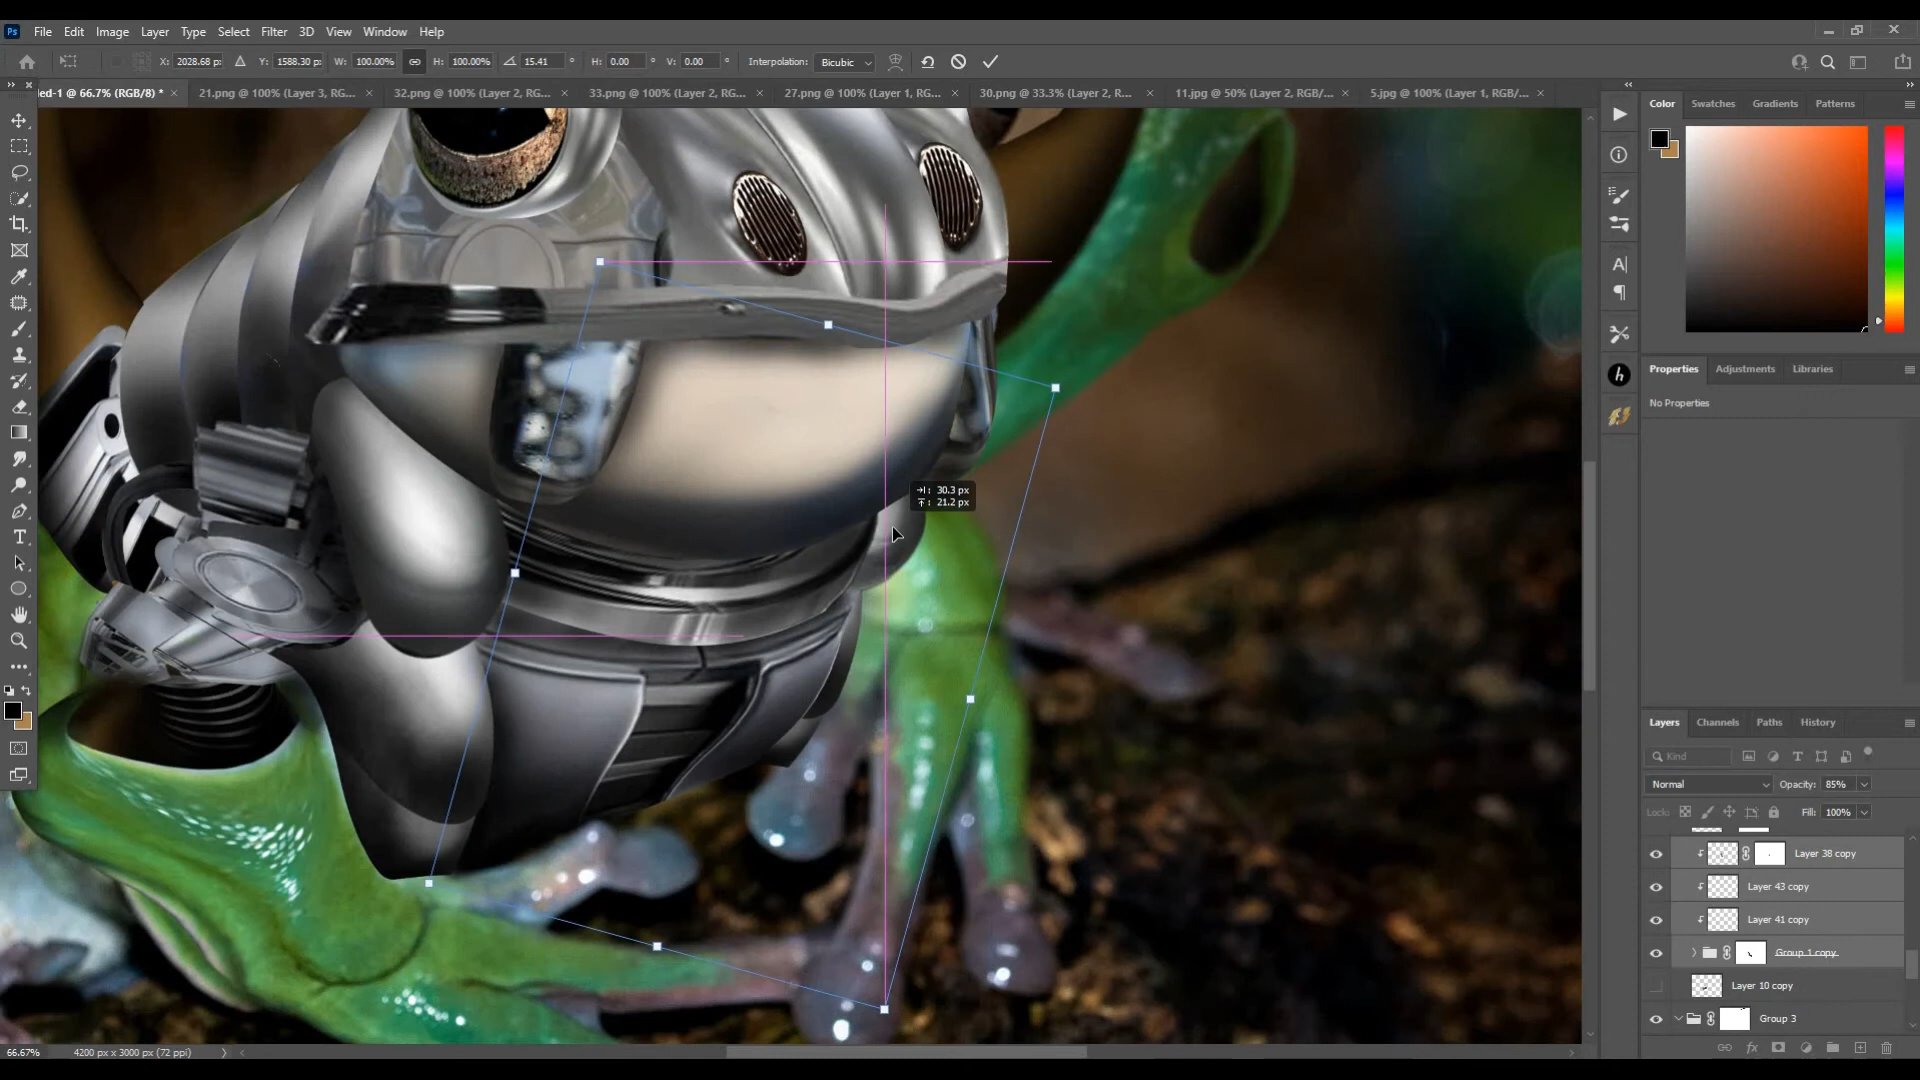 Ps File Edit Image Layer Type Select Filter 3D View Window Help
X: 2028.68 p: Y: 1588.30 p: W: 100.00% H: 100.00% 15.41 ° H: 0.00 ° V: 0.00 ° Interpolation: Bicubic
ed-1 @ 66.7% (RGB/8) * × 21.png @ 100% (Layer 3, RG... × 32.png @ 100% (Layer 2, RG... × 33.png @ 100% (Layer 2, RG... × 27.png @ 100% (Layer 1, RG... × 30.png @ 33.3% (Layer 2, R... × 11.jpg @ 50% (Layer 2, RGB/... × 5.jpg @ 100% (Layer 1, RGB/... ×
Color Swatches Gradients Patterns
Properties Adjustments Libraries
No Properties
: 30.3 px
: 21.2 px
Layers Channels Paths History
Kind
Normal Opacity: 85%
Lock: Fill: 100%
Layer 38 copy
Layer 43 copy
Layer 41 copy
Group 1 copy
Layer 10 copy
Group 3
66.67% 4200 px x 3000 px (72 ppi)